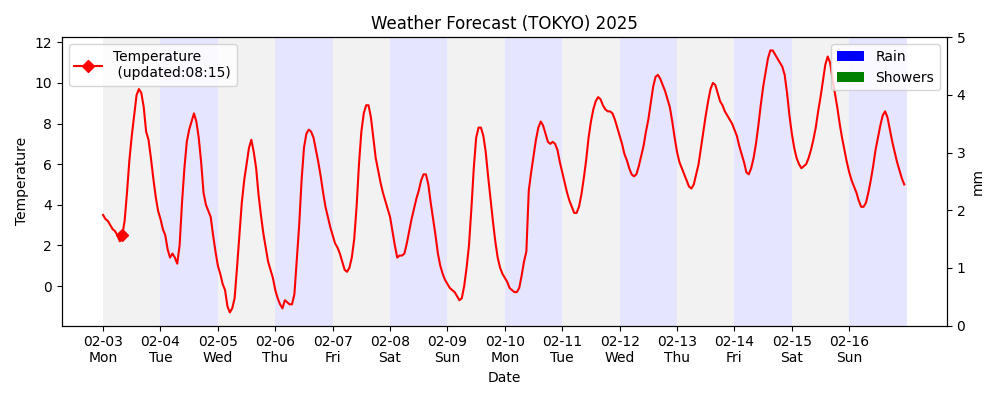 Weather Forecast (TOKYO) 2025
Temperature
(updated:08:15)
Rain
Showers
12
10
8
6
4
2
0
Temperature
5
4
3
2
1
0
mm
02-03 02-04 02-05 02-06 02-07 02-08 02-09 02-10 02-11 02-12 02-13 02-14 02-15 02-16
Mon Tue Wed Thu Fri Sat Sun Mon Tue Wed Thu Fri Sat Sun
Date